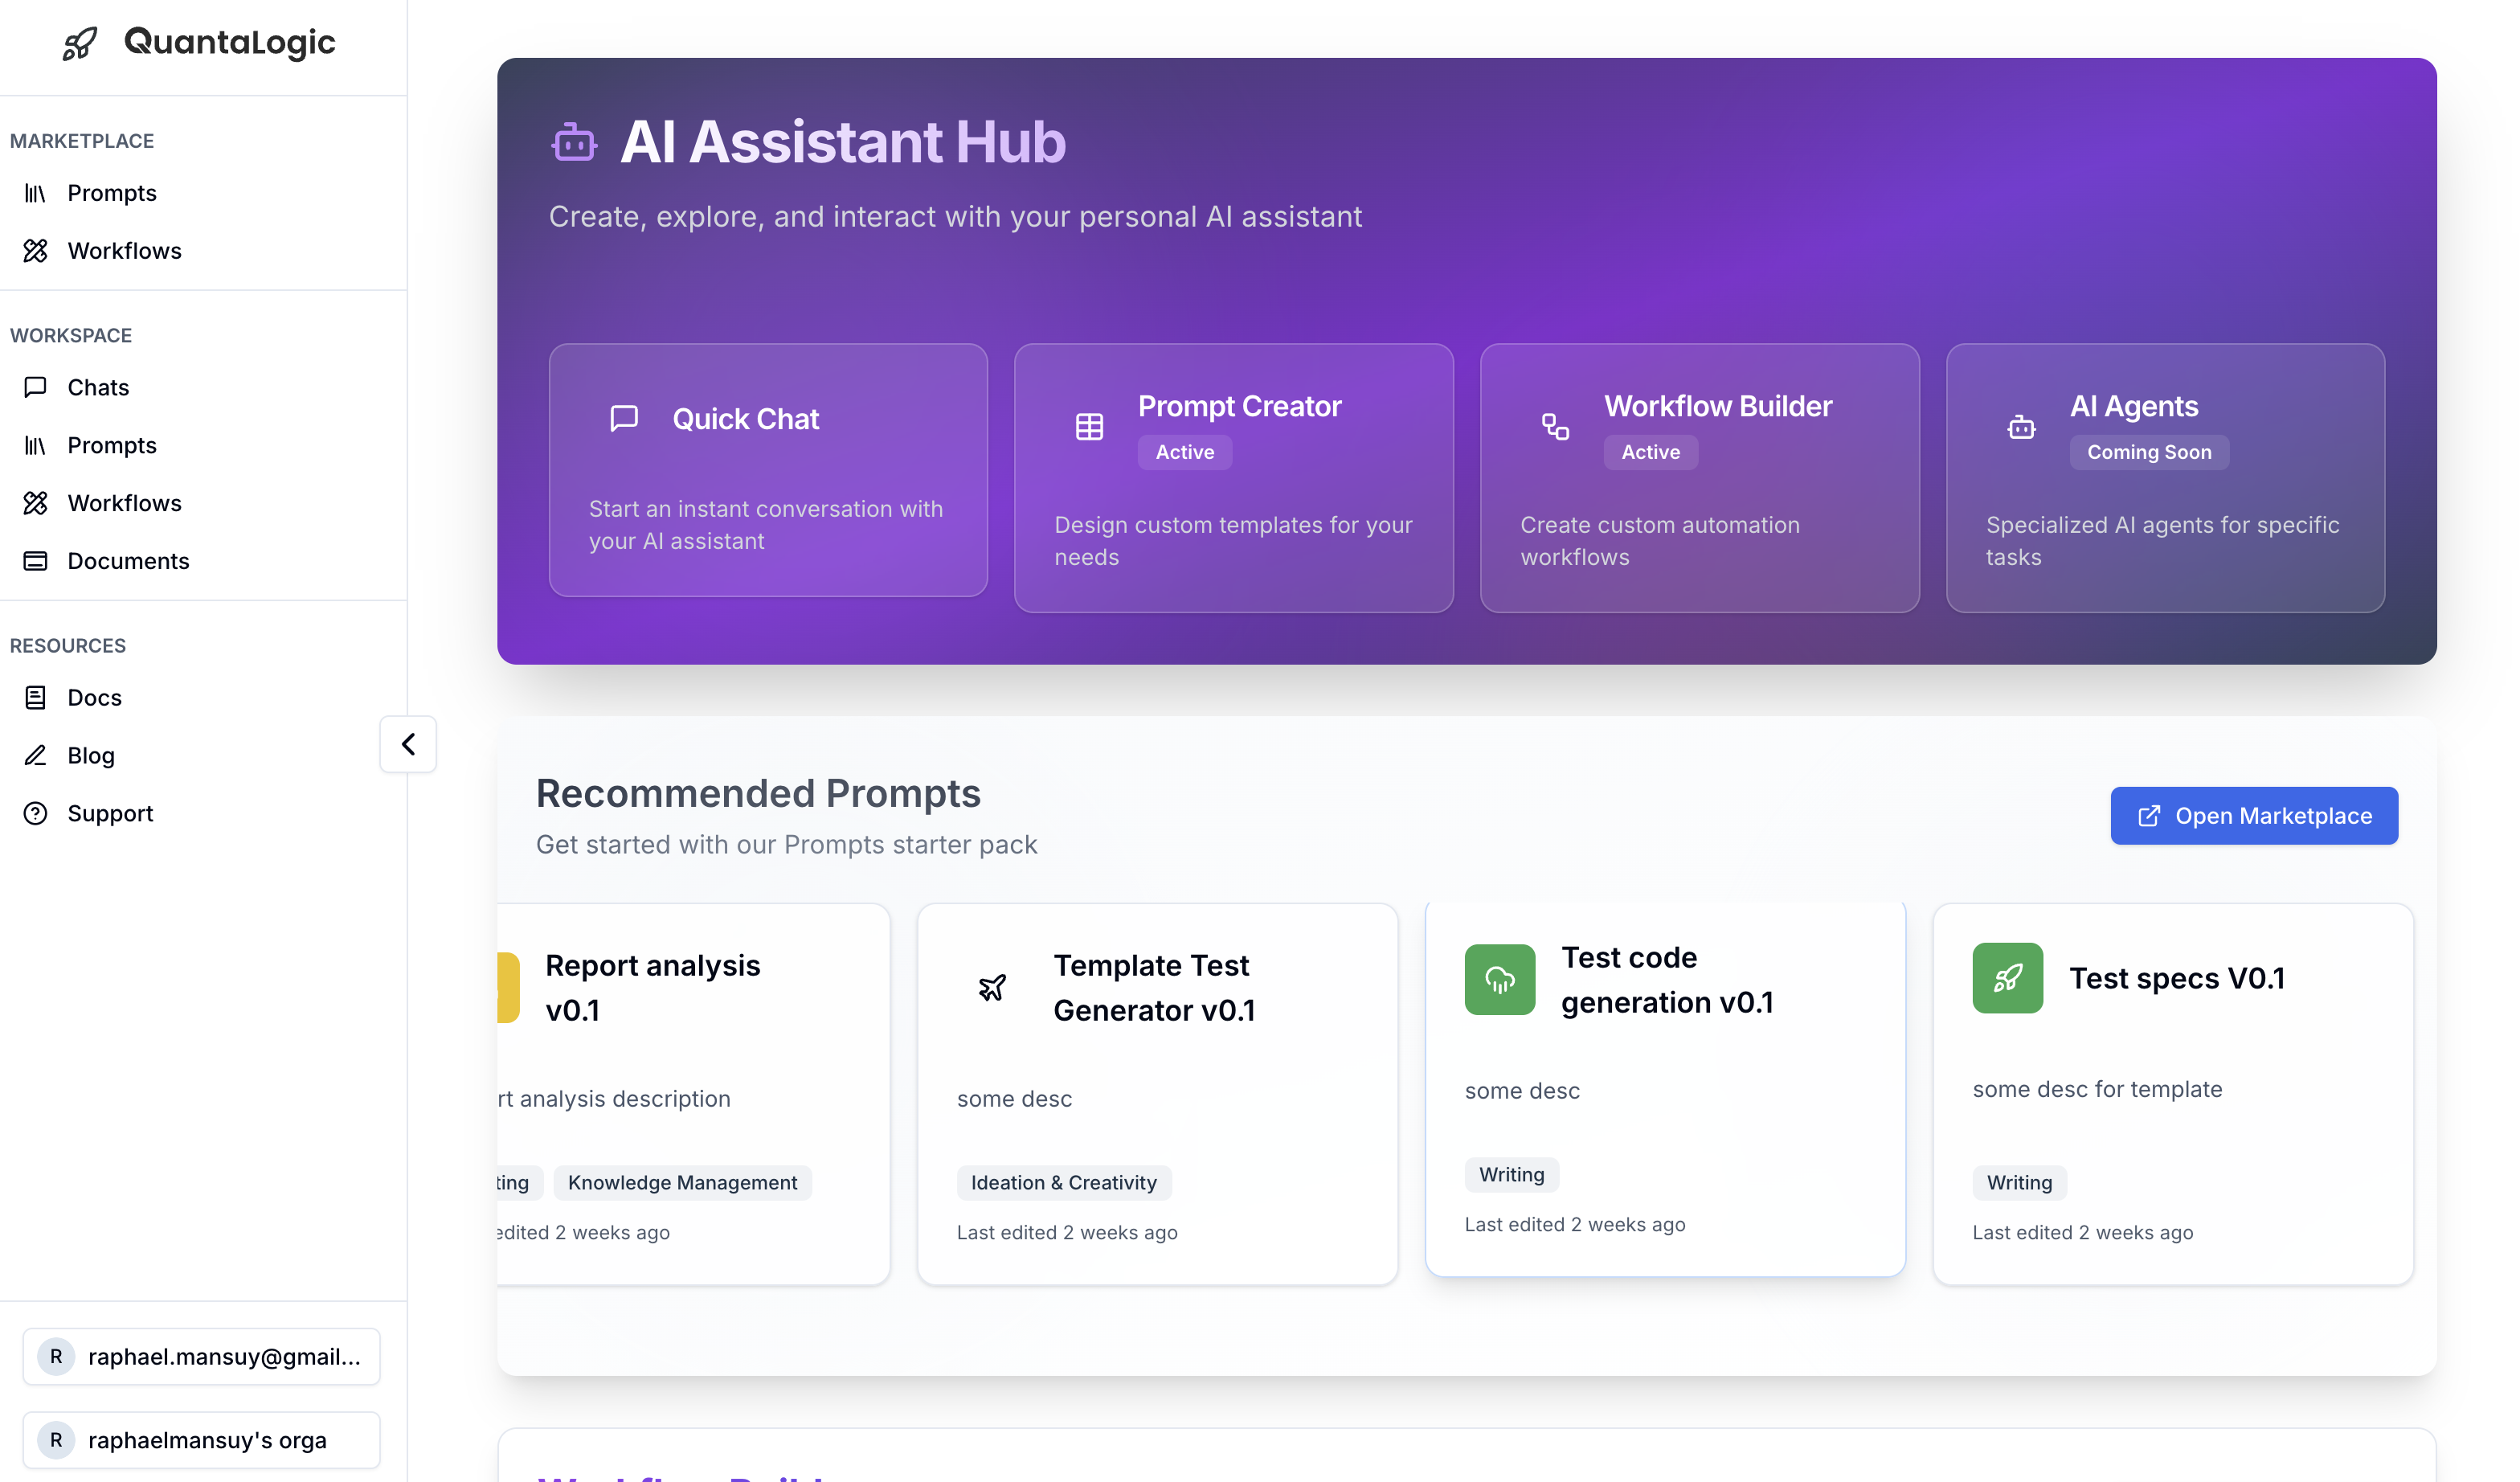 QuantaLogic
MARKETPLACE
Prompts
Workflows
WORKSPACE
Chats
Prompts
Workflows
Documents
RESOURCES
Docs
Blog
Support
R
raphael.mansuy@gmail...
R
raphaelmansuy's orga
AI Assistant Hub
Create, explore, and interact with your personal AI assistant
Quick Chat
Start an instant conversation with
your AI assistant
Prompt Creator
Active
Design custom templates for your
needs
Workflow Builder
Active
Create custom automation
workflows
AI Agents
Coming Soon
Specialized AI agents for specific
tasks
Recommended Prompts
Get started with our Prompts starter pack
Open Marketplace
Report analysis
v0.1
rt analysis description
ting
Knowledge Management
edited 2 weeks ago
Template Test
Generator v0.1
some desc
Ideation & Creativity
Last edited 2 weeks ago
Test code
generation v0.1
some desc
Writing
Last edited 2 weeks ago
Test specs V0.1
some desc for template
Writing
Last edited 2 weeks ago